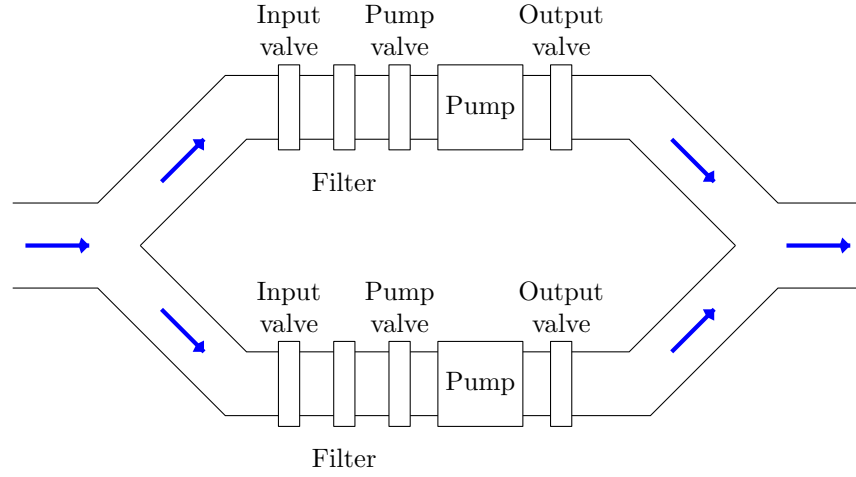 Input valve
Pump valve
Output valve
Pump
Filter
Input valve
Pump valve
Output valve
Pump
Filter